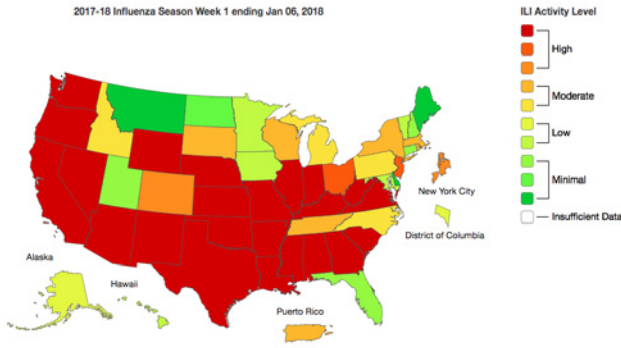 2017-18 Influenza Season Week 1 ending Jan 06, 2018
ILI Activity Level
High
Moderate
Low
Minimal
Insufficient Data
New York City
District of Columbia
Alaska
Hawaii
Puerto Rico